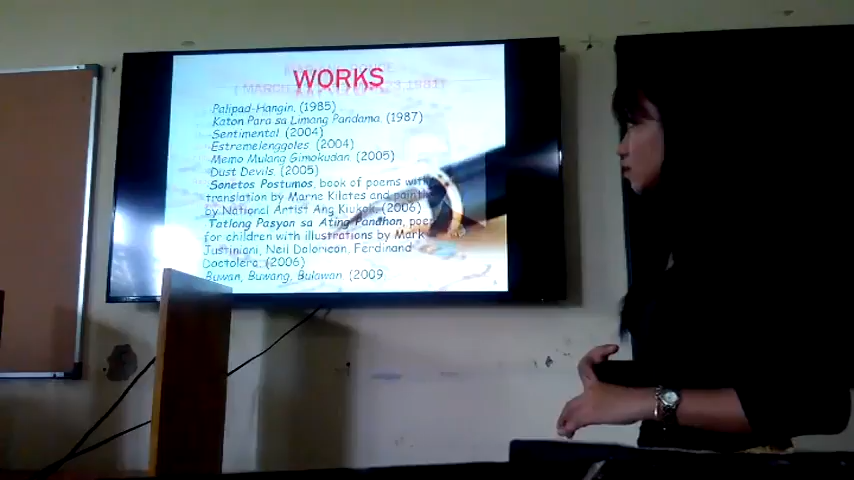 WORKS
Palipad-Hangin. (1985)
Katon Para sa Limang Pandama. (1987)
Sentimental. (2004)
Estremelenggoles. (2004)
Memo Mulang Gimokudan. (2005)
Dust Devils. (2005)
Sonetos Postumos, book of poems with
translation by Marne Kilates and
by National Artist Ang Kiukok. (2006)
Tatlong Pasyon sa Ating Panahon,
for children with illustrations by Mark
Justiniani, Neil Doloricon, Ferdinand
Doctolero. (2006)
Buwan, Buwang, Bulawan. (2009